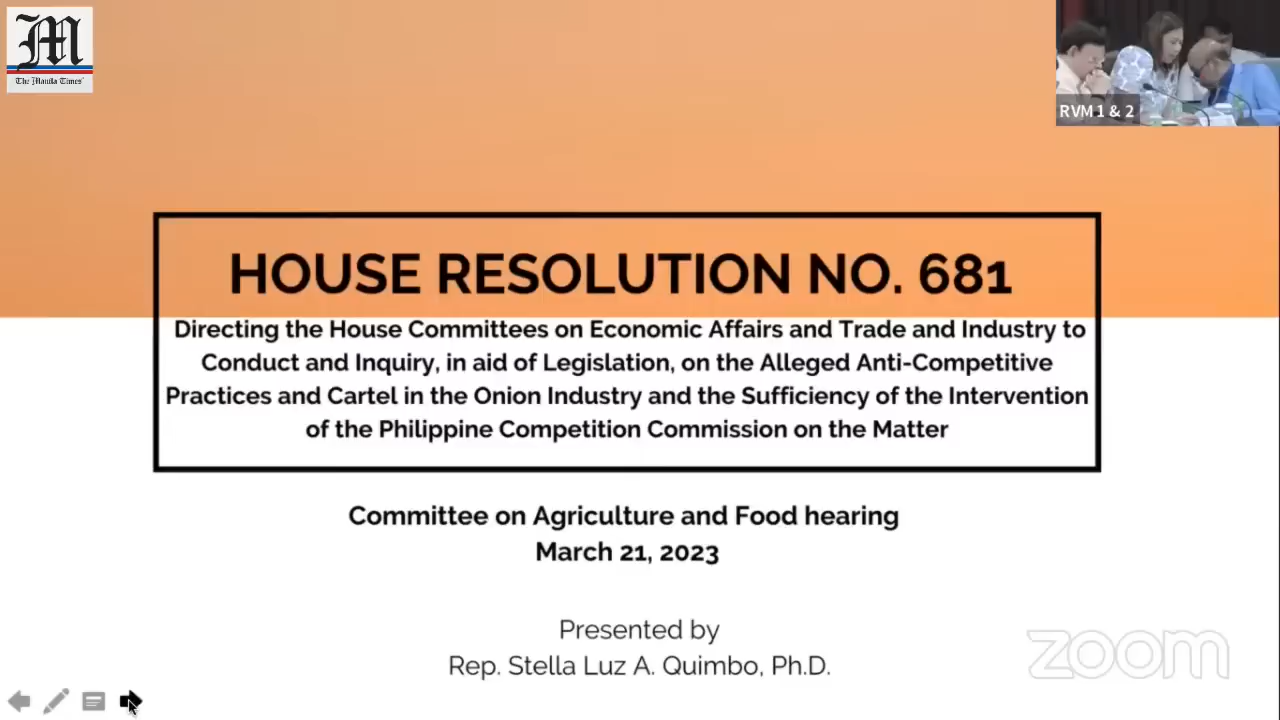 M
The Manila Times
RVM 1 & 2
HOUSE RESOLUTION NO. 681
Directing the House Committees on Economic Affairs and Trade and Industry to
Conduct and Inquiry, in aid of Legislation, on the Alleged Anti-Competitive
Practices and Cartel in the Onion Industry and the Sufficiency of the Intervention
of the Philippine Competition Commission on the Matter
Committee on Agriculture and Food hearing
March 21, 2023
Presented by
Rep. Stella Luz A. Quimbo, Ph.D.
zoom